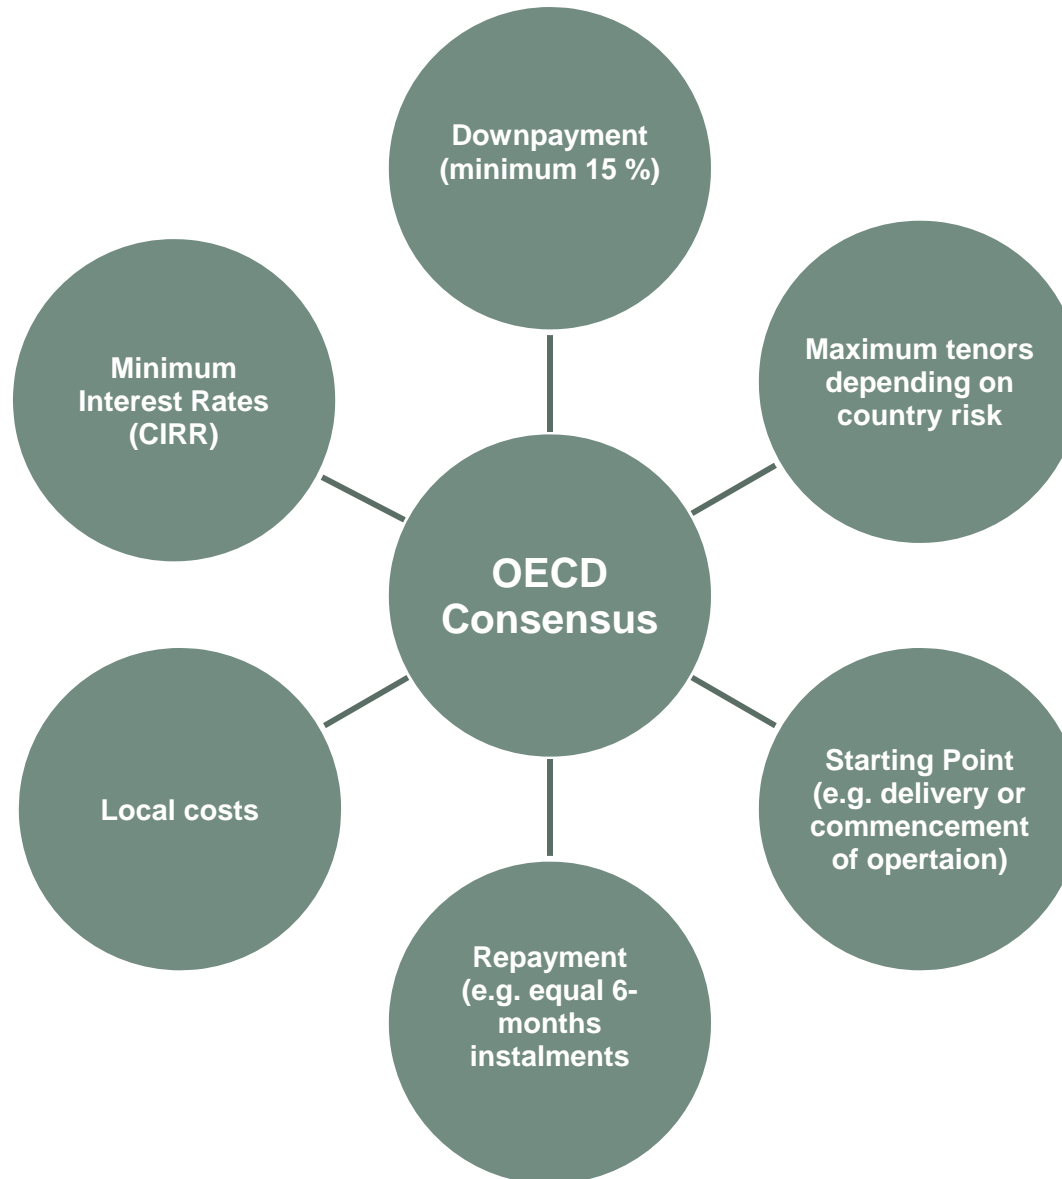 Downpayment
(minimum 15 %)
Maximum tenors
depending on
country risk
Minimum
Interest Rates
(CIRR)
OECD
Consensus
Starting Point
(e.g. delivery or
commencement
of opertaion)
Local costs
Repayment
(e.g. equal 6-
months
instalments